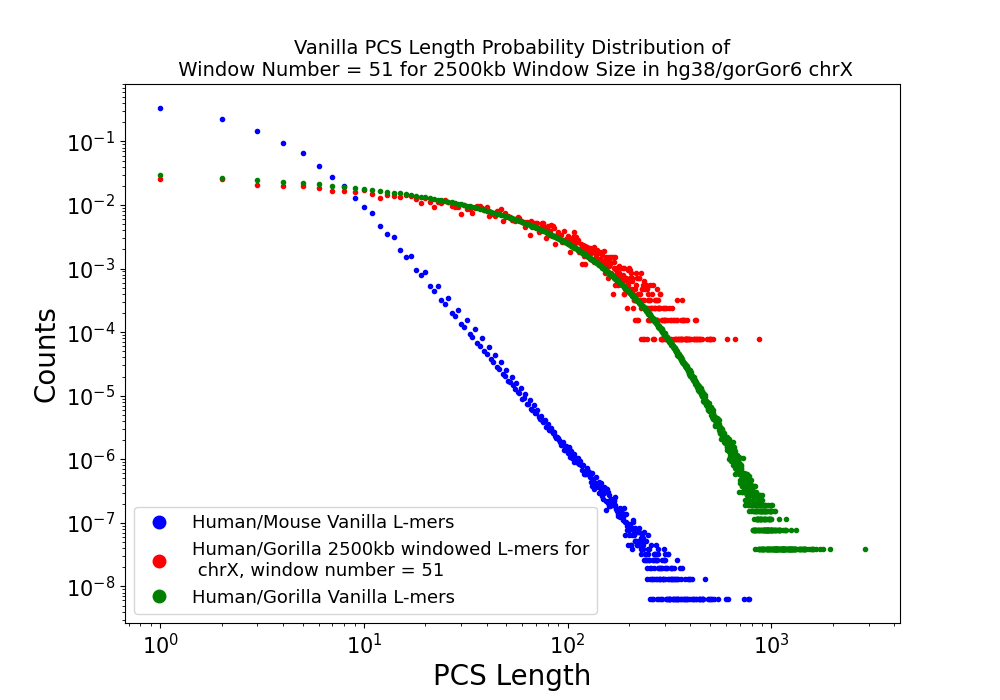 Vanilla PCS Length Probability Distribution of
Window Number = 51 for 2500kb Window Size in hg38/gorGor6 chrX
Counts
10⁻¹
10⁻²
10⁻³
10⁻⁴
10⁻⁵
10⁻⁶
10⁻⁷
10⁻⁸
Human/Mouse Vanilla L-mers
Human/Gorilla 2500kb windowed L-mers for
chrX, window number = 51
Human/Gorilla Vanilla L-mers
10⁰ 10¹ 10² 10³
PCS Length